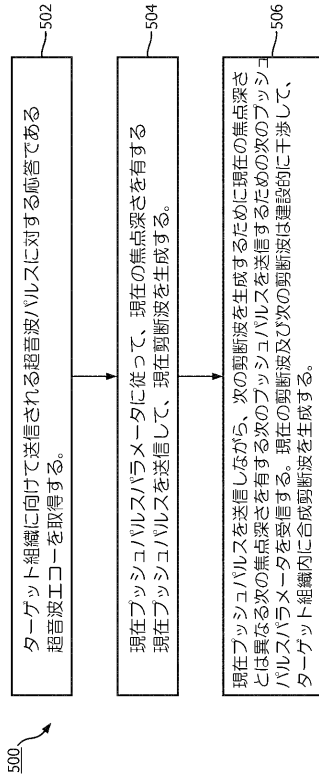 500
502
ターゲット組織に向けて送信される超音波パルスに対する応答である
超音波エコーを取得する。
504
現在プッシュパルスパラメータに従って、現在の焦点深さを有する
現在プッシュパルスを送信して、現在剪断波を生成する。
506
現在プッシュパルスを送信しながら、次の剪断波を生成するために現在の焦点深さ
とは異なる次の焦点深さを有する次のプッシュパルスを送信するための次のプッシュ
パルスパラメータを受信する。現在の剪断波及び次の剪断波は建設的に干渉して、
ターゲット組織内に合成剪断波を生成する。